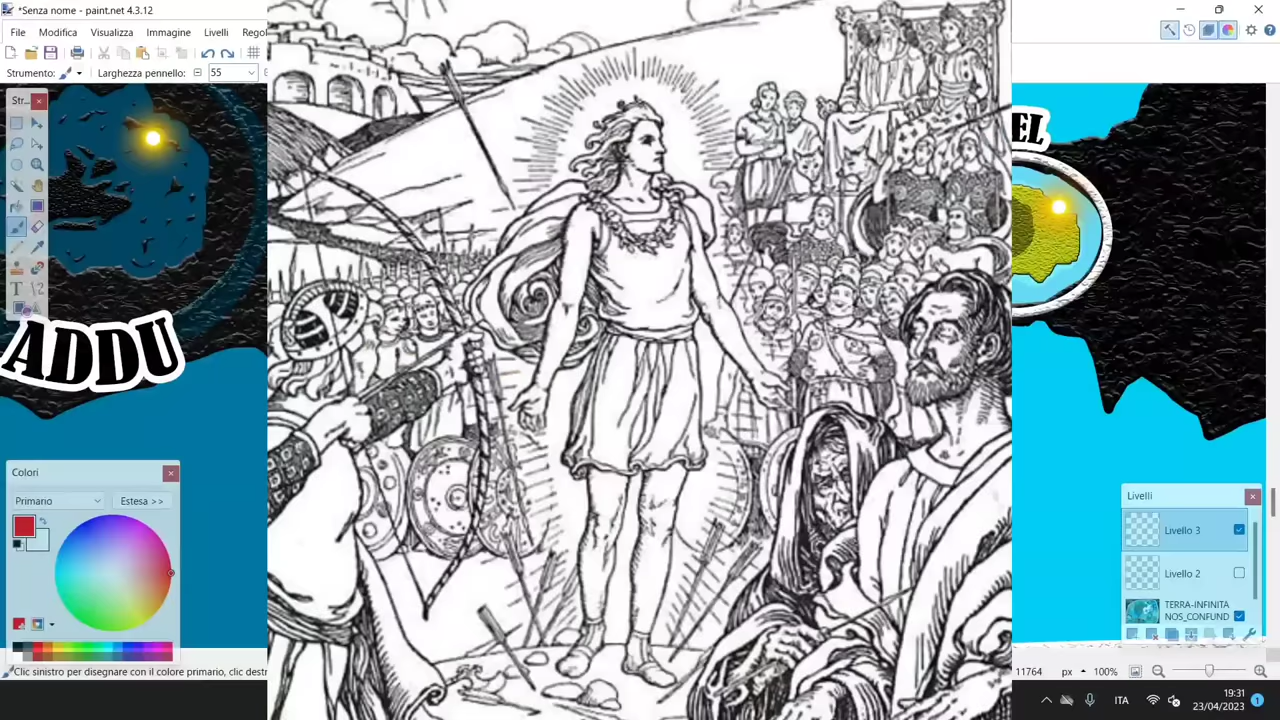 *Senza nome - paint.net 4.3.12
File Modifica Visualizza Immagine Livelli
Strumento: Larghezza pennello: 55
ADDU
EL
Colori
Primario Estesa >>
Livelli
Livello 3
Livello 2
TERRA-INFINITA
NOS_CONFUND
Clic sinistro per disegnare con il colore primario, clic
11764 px 100%
ITA
19:31
23/04/2023
1